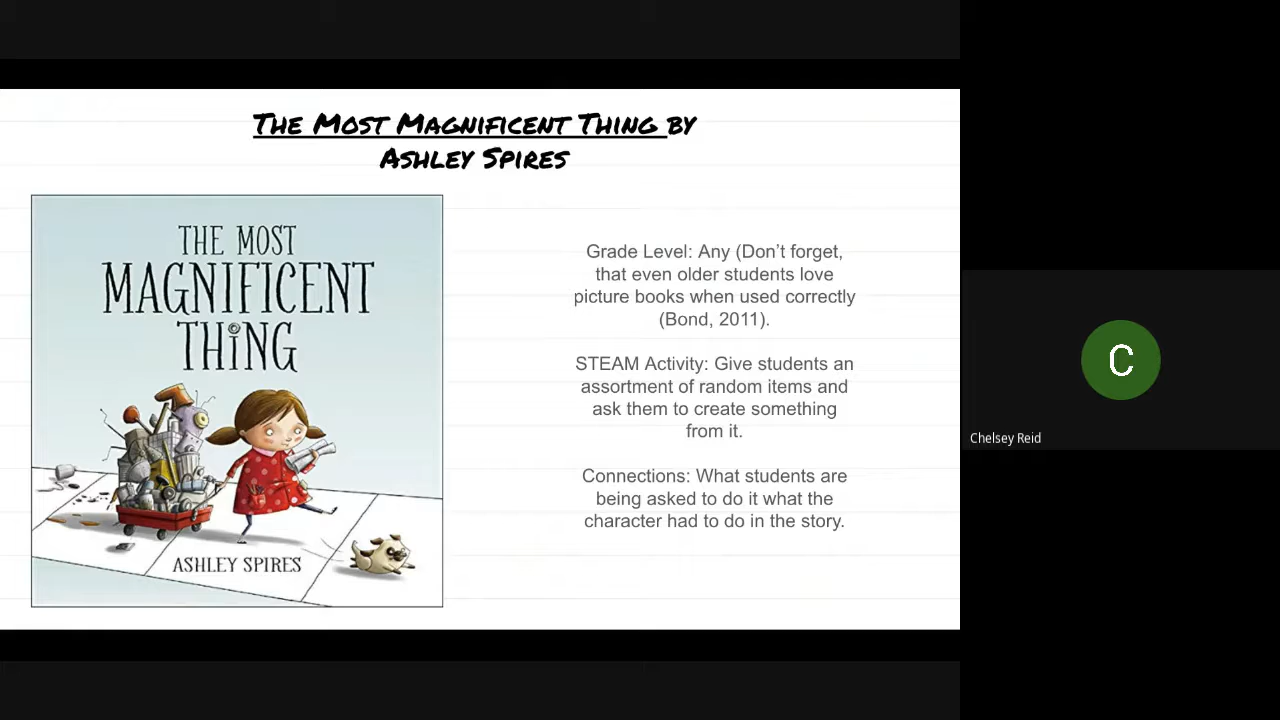 The Most Magnificent Thing by
Ashley Spires
THE MOST
MAGNIFICENT
THiNG
ASHLEY SPIRES
Grade Level: Any (Don’t forget,
that even older students love
picture books when used correctly
(Bond, 2011).
STEAM Activity: Give students an
assortment of random items and
ask them to create something
from it.
Connections: What students are
being asked to do it what the
character had to do in the story.
C
Chelsey Reid